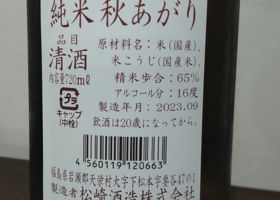 純米 秋あがり
品目
清酒
内容量720ml
原材料名:米(国産)、
米こうじ(国産米)、
精米歩合:65%
アルコール分:16度
製造年月:2023.09
プラ
キャップ
(中栓)
飲酒は20歳になってから。
4560119120663
福島県岩瀬郡天栄村大字下松本字要谷47の1
製造者 松崎酒造株式会社